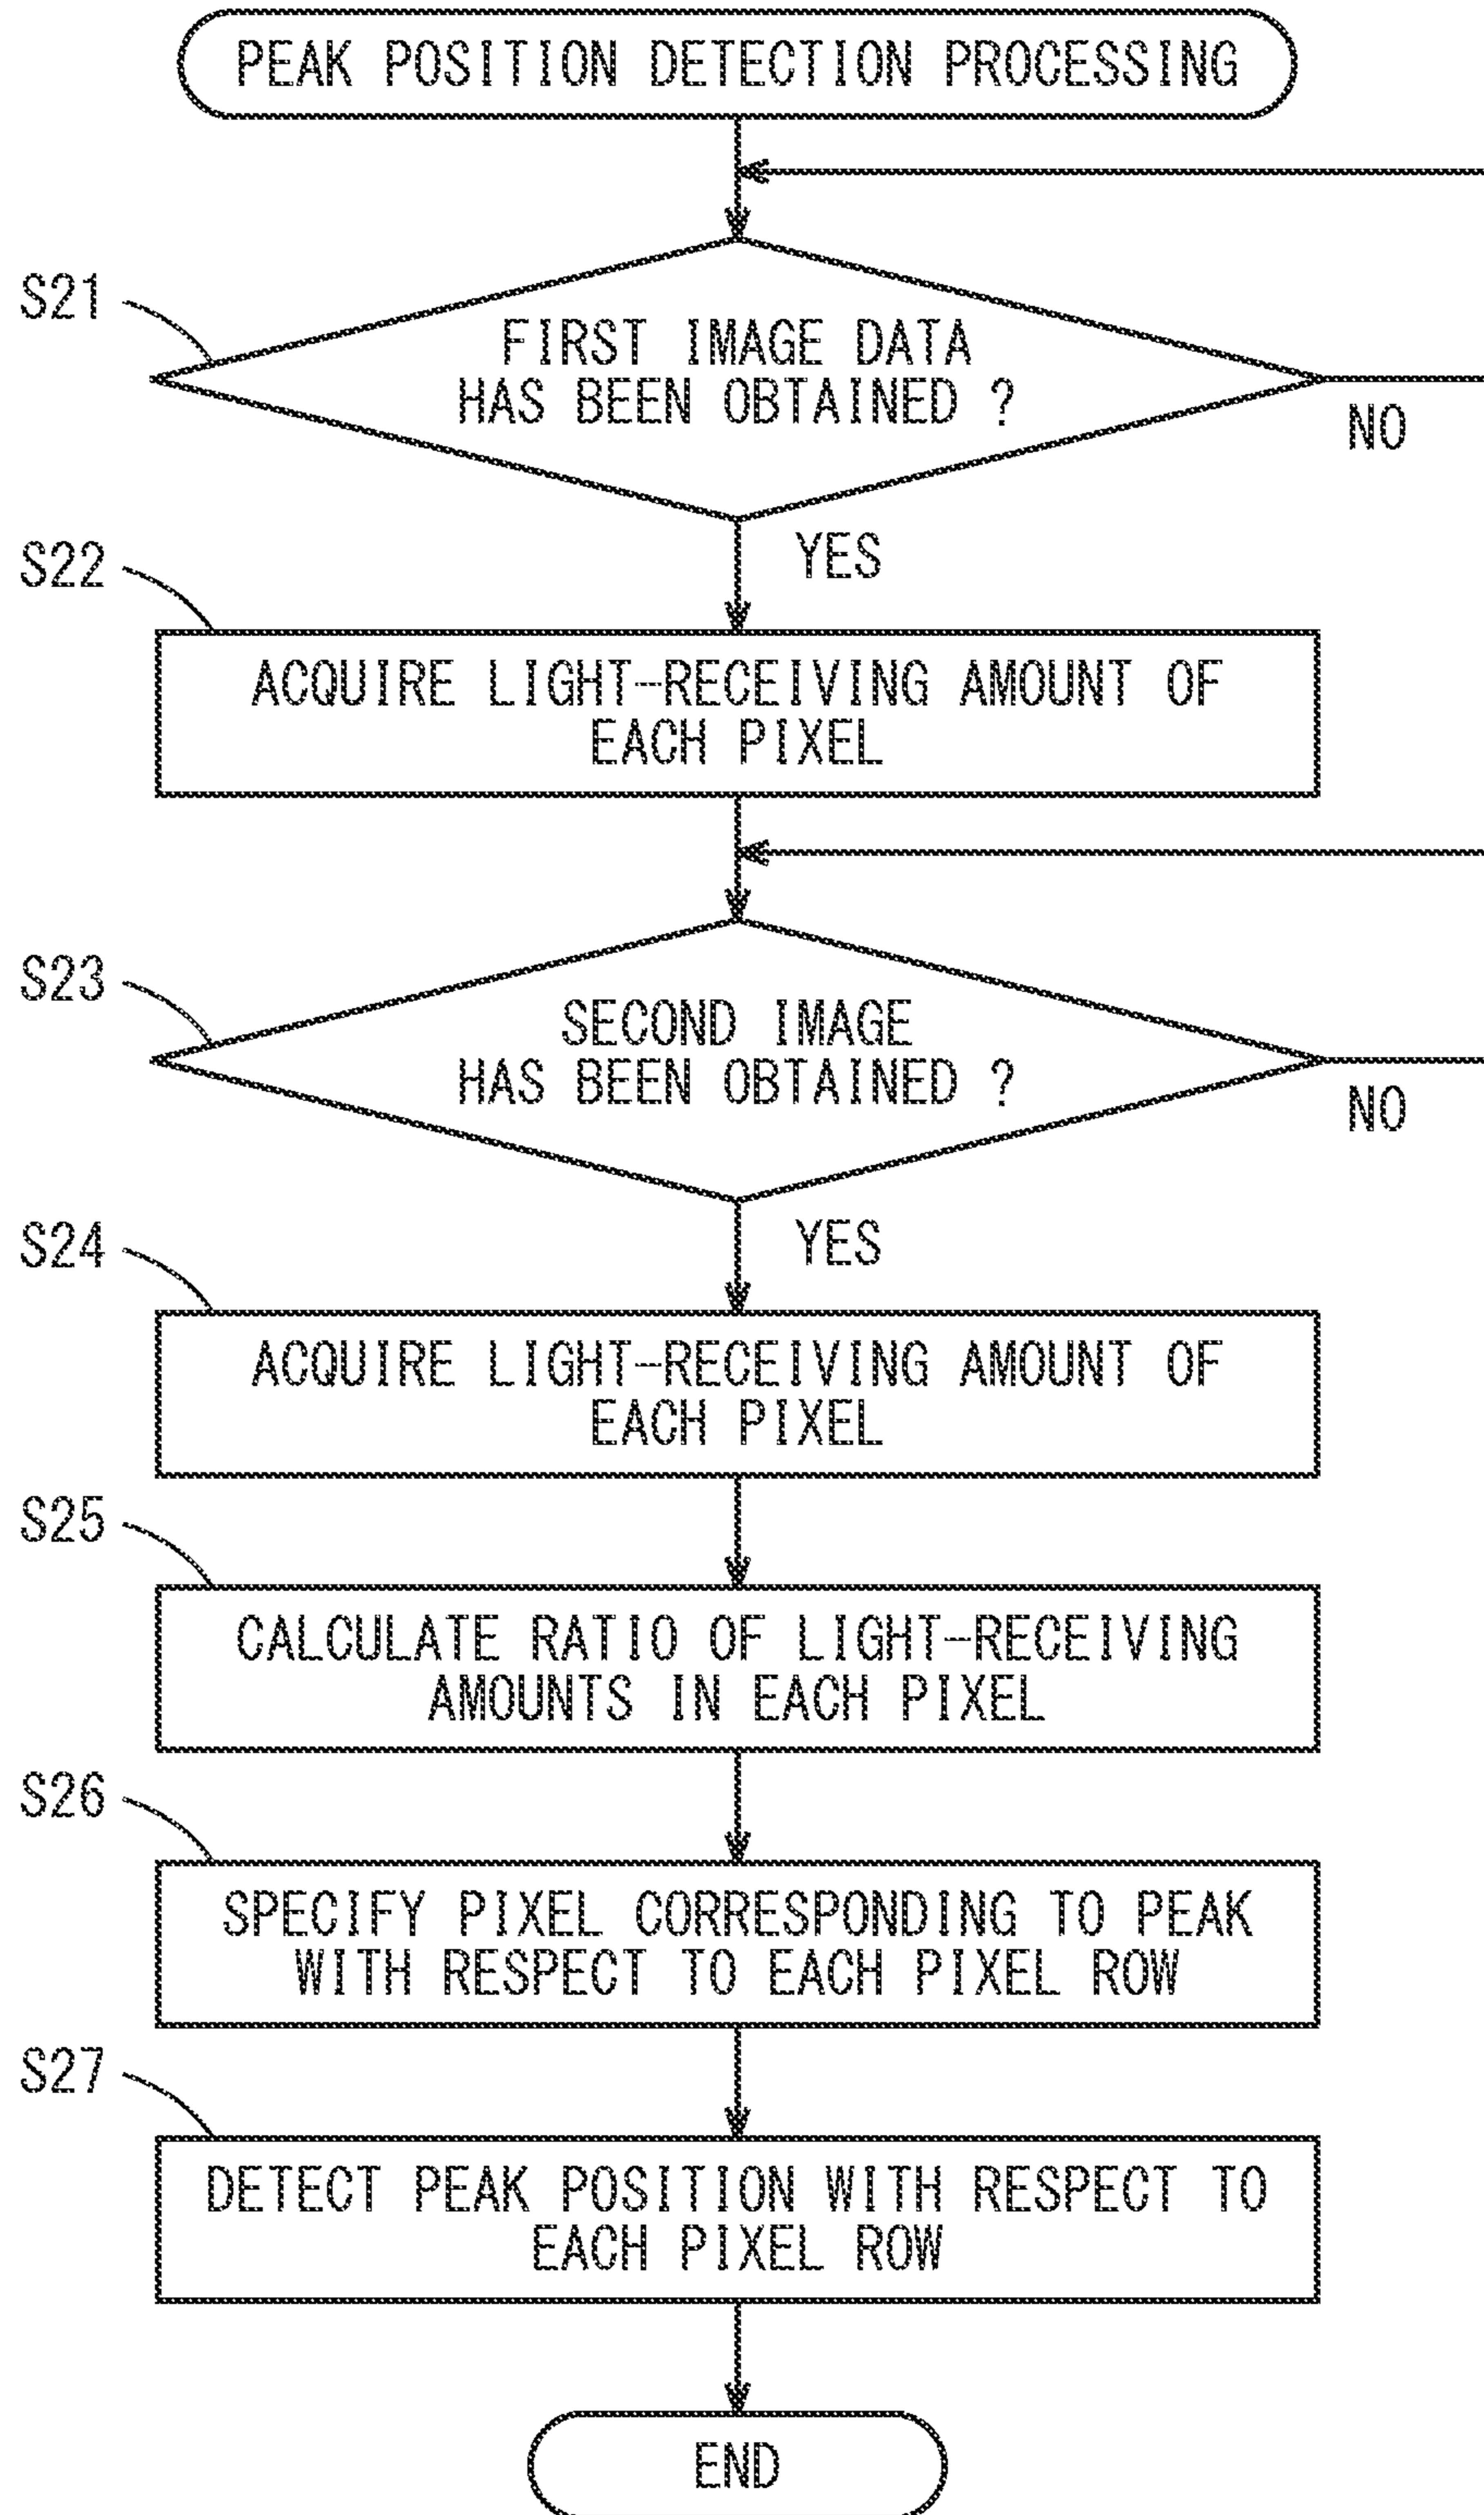 PEAK POSITION DETECTION PROCESSING
S21
FIRST IMAGE DATA
HAS BEEN OBTAINED ?
NO
YES
S22
ACQUIRE LIGHT-RECEIVING AMOUNT OF
EACH PIXEL
S23
SECOND IMAGE
HAS BEEN OBTAINED ?
NO
YES
S24
ACQUIRE LIGHT-RECEIVING AMOUNT OF
EACH PIXEL
S25
CALCULATE RATIO OF LIGHT-RECEIVING
AMOUNTS IN EACH PIXEL
S26
SPECIFY PIXEL CORRESPONDING TO PEAK
WITH RESPECT TO EACH PIXEL ROW
S27
DETECT PEAK POSITION WITH RESPECT TO
EACH PIXEL ROW
END